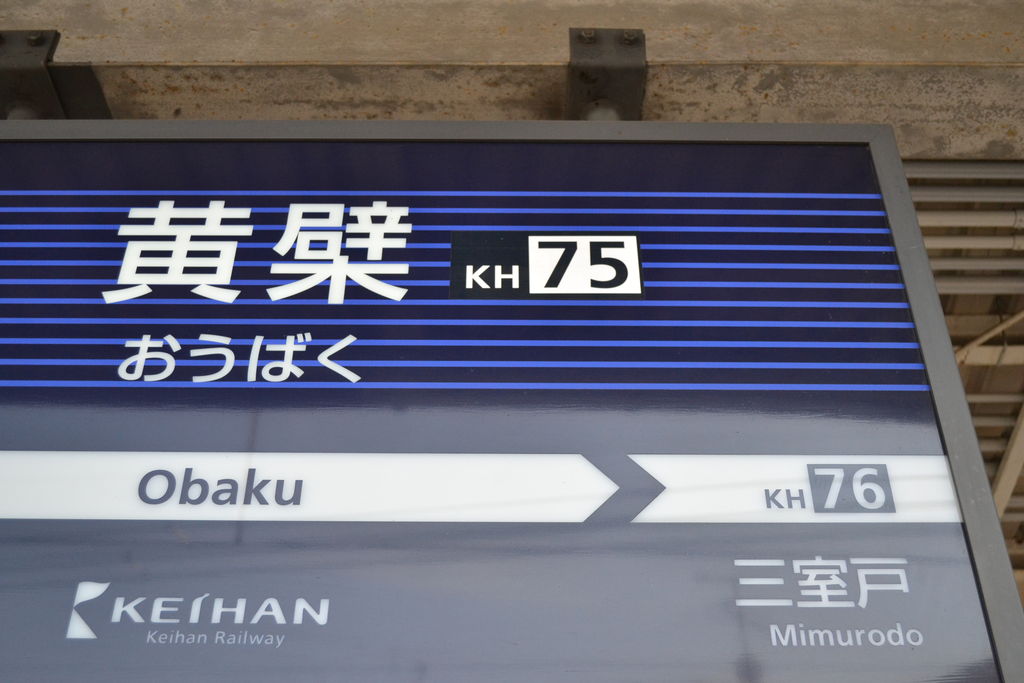 黄檗 KH 75
おうばく
Obaku KH 76
三室戸
Mimurodo
KEIHAN
Keihan Railway